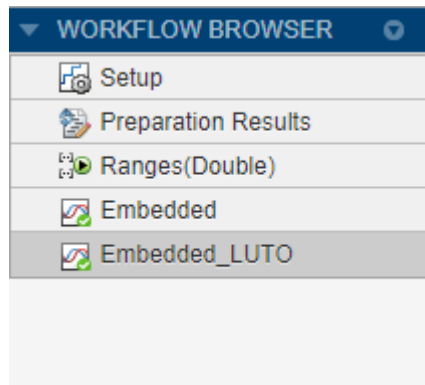 WORKFLOW BROWSER
Setup
Preparation Results
Ranges(Double)
Embedded
Embedded_LUTO